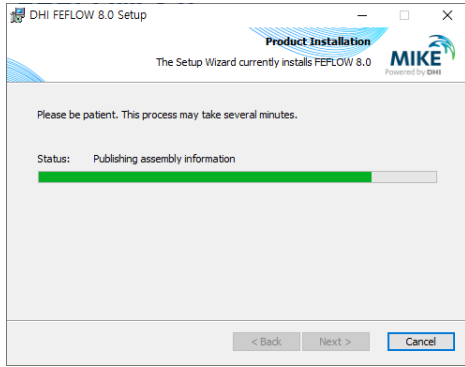 DHI FEFLOW 8.0 Setup
Product Installation
The Setup Wizard currently installs FEFLOW 8.0
MIKE
Powered by DHI
Please be patient. This process may take several minutes.
Status: Publishing assembly information
< Back Next > Cancel